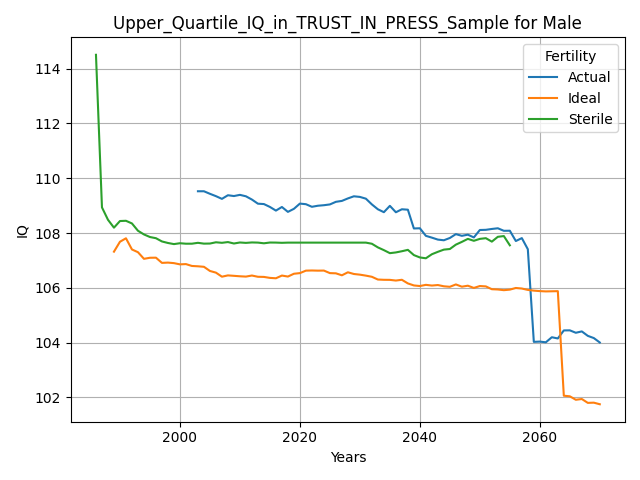 Upper_Quartile_IQ_in_TRUST_IN_PRESS_Sample for Male
Fertility
Actual
Ideal
Sterile
IQ
114
112
110
108
106
104
102
2000
2020
2040
2060
Years